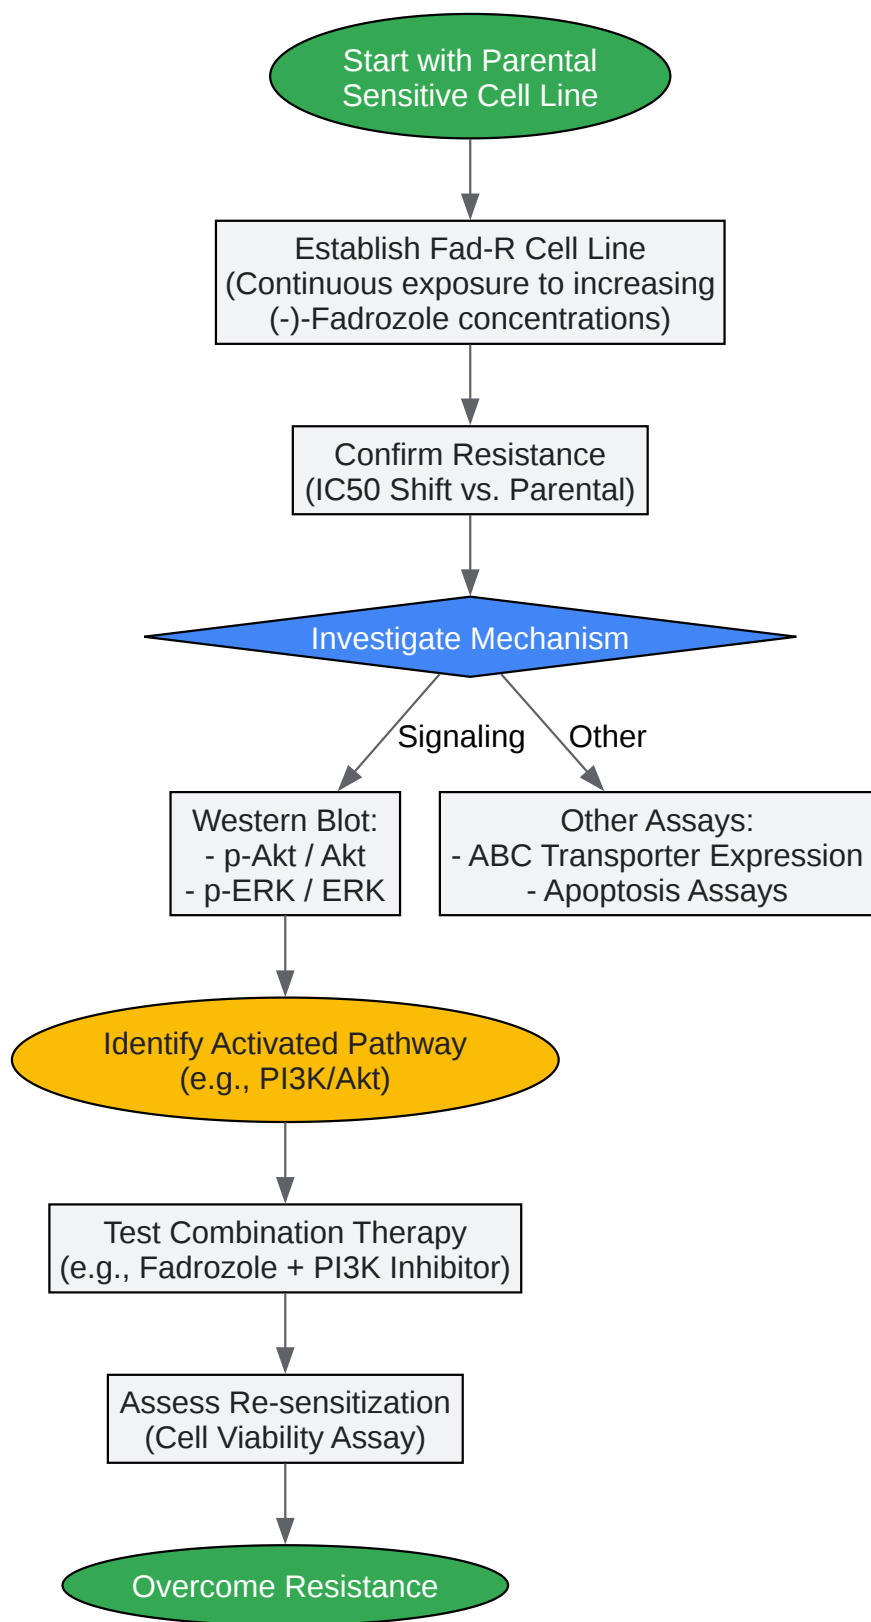 Start with Parental
Sensitive Cell Line
Establish Fad-R Cell Line
(Continuous exposure to increasing
(-)-Fadrozole concentrations)
Confirm Resistance
(IC50 Shift vs. Parental)
Investigate Mechanism
Signaling
Other
Western Blot:
- p-Akt / Akt
- p-ERK / ERK
Other Assays:
- ABC Transporter Expression
- Apoptosis Assays
Identify Activated Pathway
(e.g., PI3K/Akt)
Test Combination Therapy
(e.g., Fadrozole + PI3K Inhibitor)
Assess Re-sensitization
(Cell Viability Assay)
Overcome Resistance